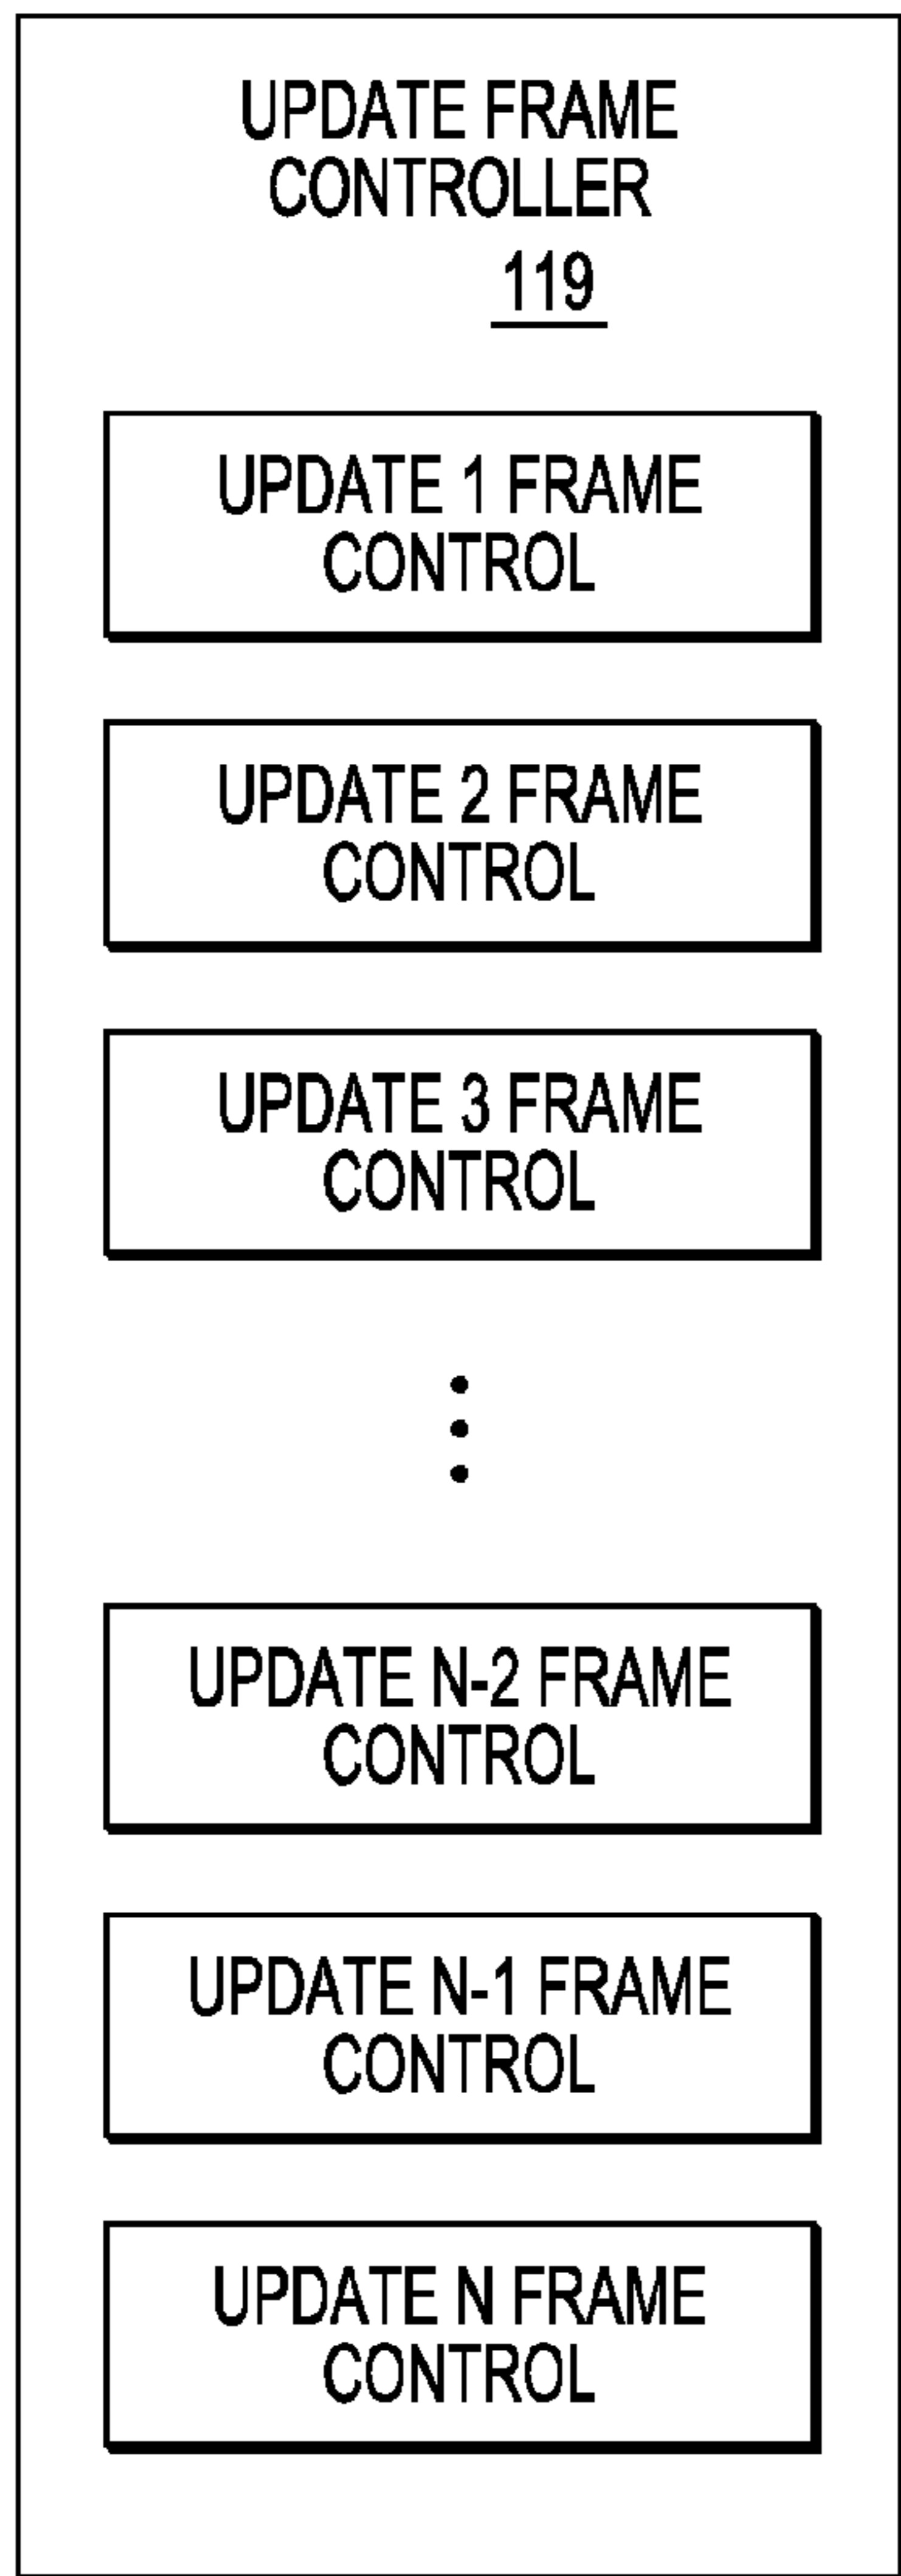 UPDATE FRAME
CONTROLLER
119
UPDATE 1 FRAME
CONTROL
UPDATE 2 FRAME
CONTROL
UPDATE 3 FRAME
CONTROL
UPDATE N-2 FRAME
CONTROL
UPDATE N-1 FRAME
CONTROL
UPDATE N FRAME
CONTROL